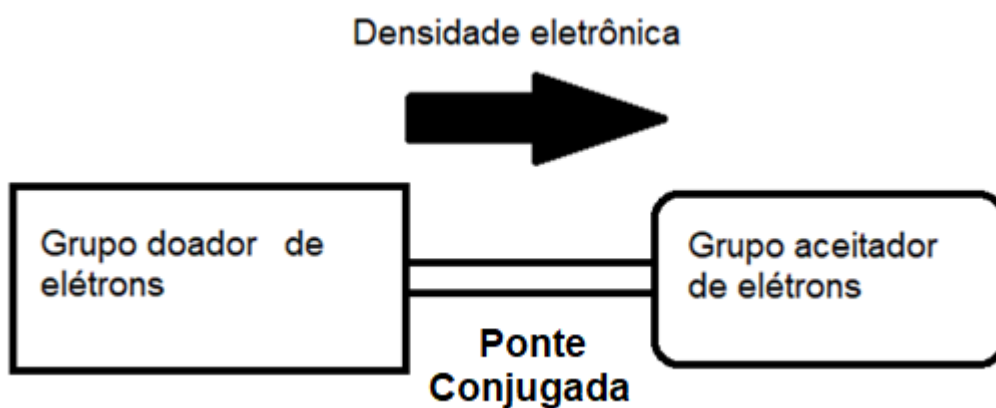 Densidade eletrônica
Grupo doador de
elétrons
Grupo aceitador
de elétrons
Ponte
Conjugada